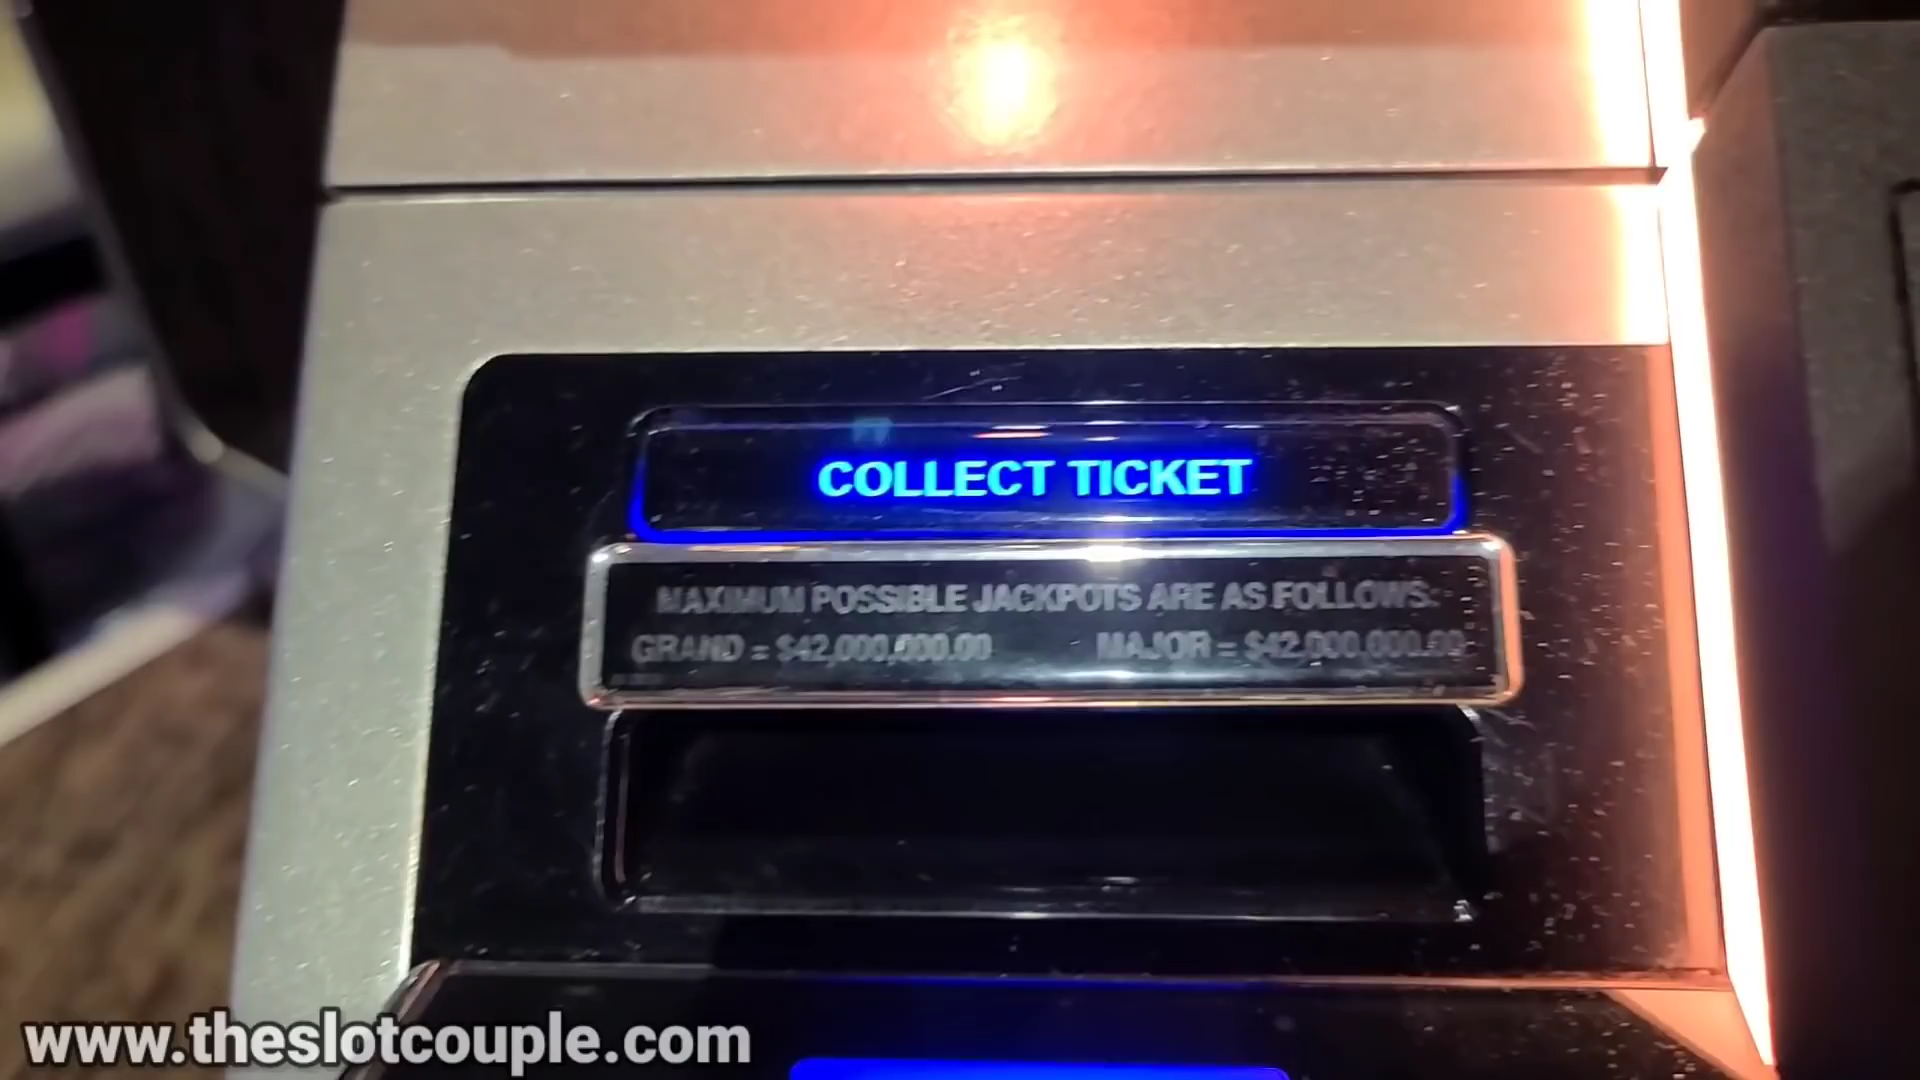 COLLECT TICKET
MAXIMUM POSSIBLE JACKPOTS ARE AS FOLLOWS:
GRAND = $42,000,000.00 MAJOR = $42,000,000.00
www.theslotcouple.com